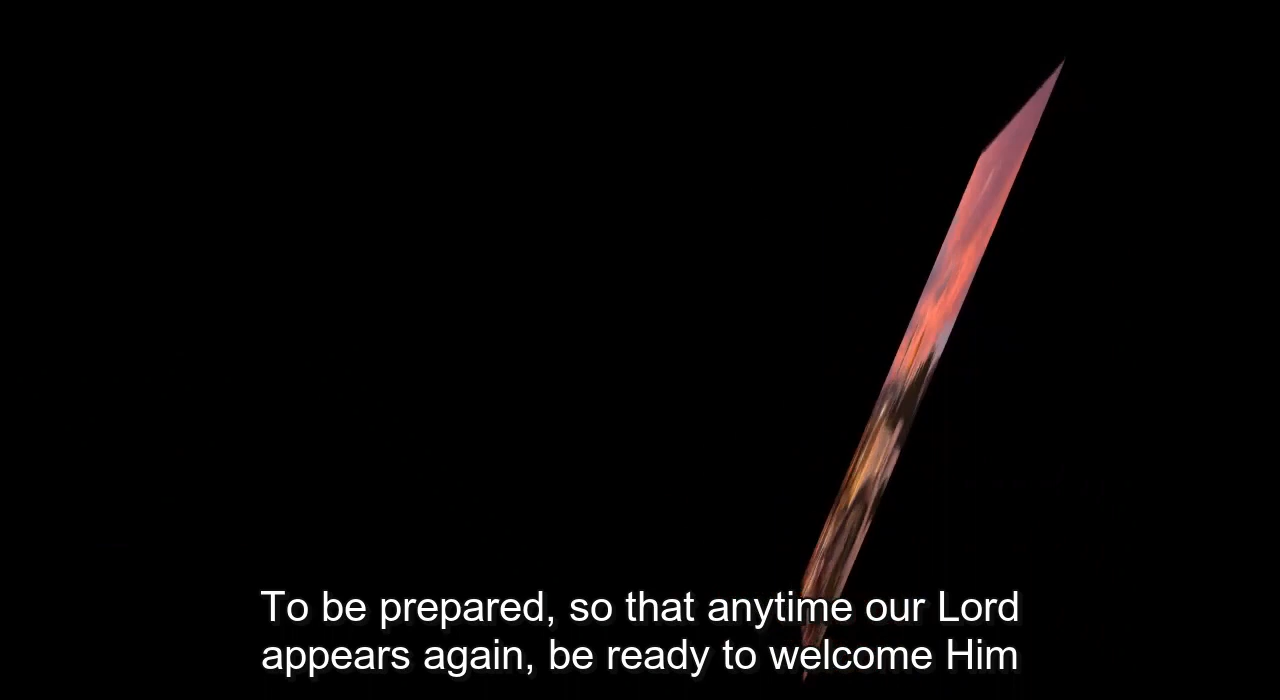 To be prepared, so that anytime our Lord
appears again, be ready to welcome Him